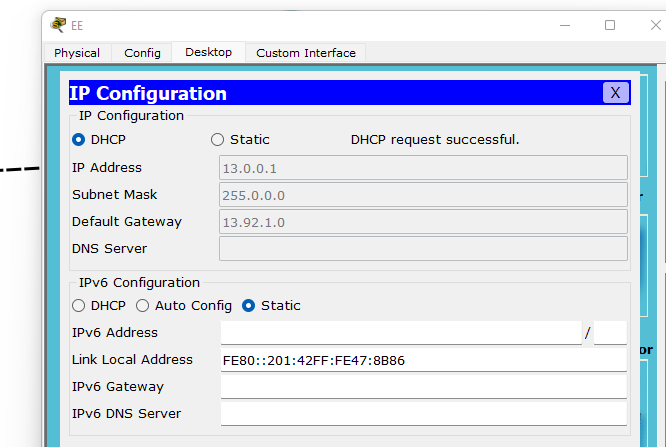 EE
Physical Config Desktop Custom Interface
IP Configuration X
IP Configuration
DHCP Static DHCP request successful.
IP Address 13.0.0.1
Subnet Mask 255.0.0.0
Default Gateway 13.92.1.0
DNS Server
IPv6 Configuration
DHCP Auto Config Static
IPv6 Address /
Link Local Address FE80::201:42FF:FE47:8B86
IPv6 Gateway
IPv6 DNS Server
or